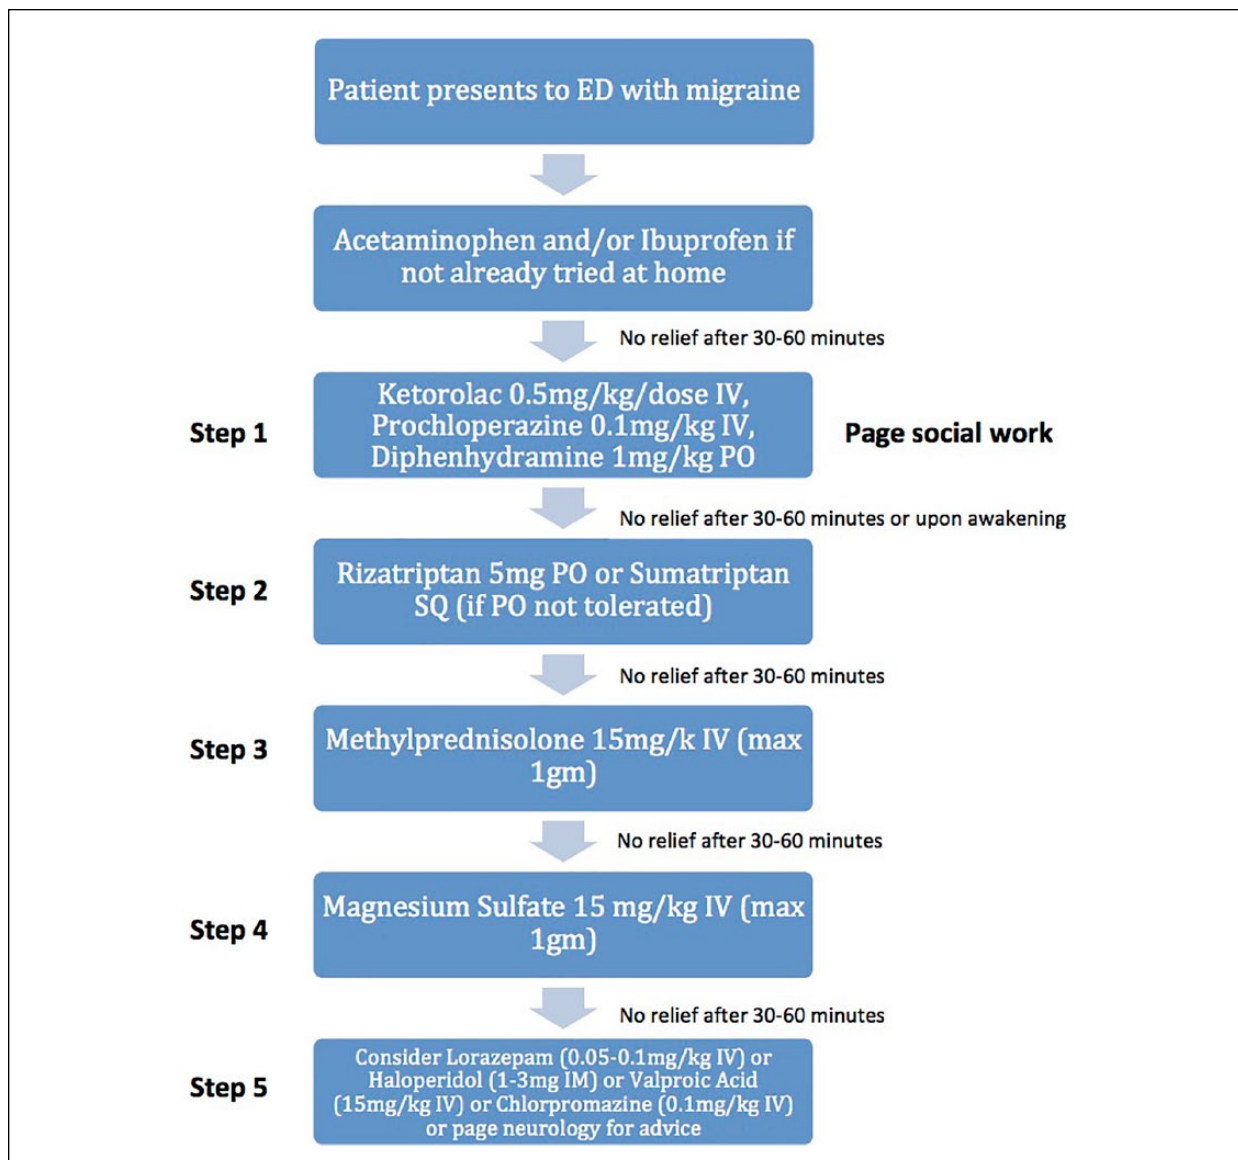 Patient presents to ED with migraine
Acetaminophen and/or Ibuprofen if
not already tried at home
No relief after 30-60 minutes
Step 1
Ketorolac 0.5mg/kg/dose IV,
Prochloperazine 0.1mg/kg IV,
Diphenhydramine 1mg/kg PO
Page social work
No relief after 30-60 minutes or upon awakening
Step 2
Rizatriptan 5mg PO or Sumatriptan
SQ (if PO not tolerated)
No relief after 30-60 minutes
Step 3
Methylprednisolone 15mg/k IV (max
1gm)
No relief after 30-60 minutes
Step 4
Magnesium Sulfate 15 mg/kg IV (max
1gm)
No relief after 30-60 minutes
Step 5
Consider Lorazepam (0.05-0.1mg/kg IV) or
Haloperidol (1-3mg IM) or Valproic Acid
(15mg/kg IV) or Chlorpromazine (0.1mg/kg IV)
or page neurology for advice